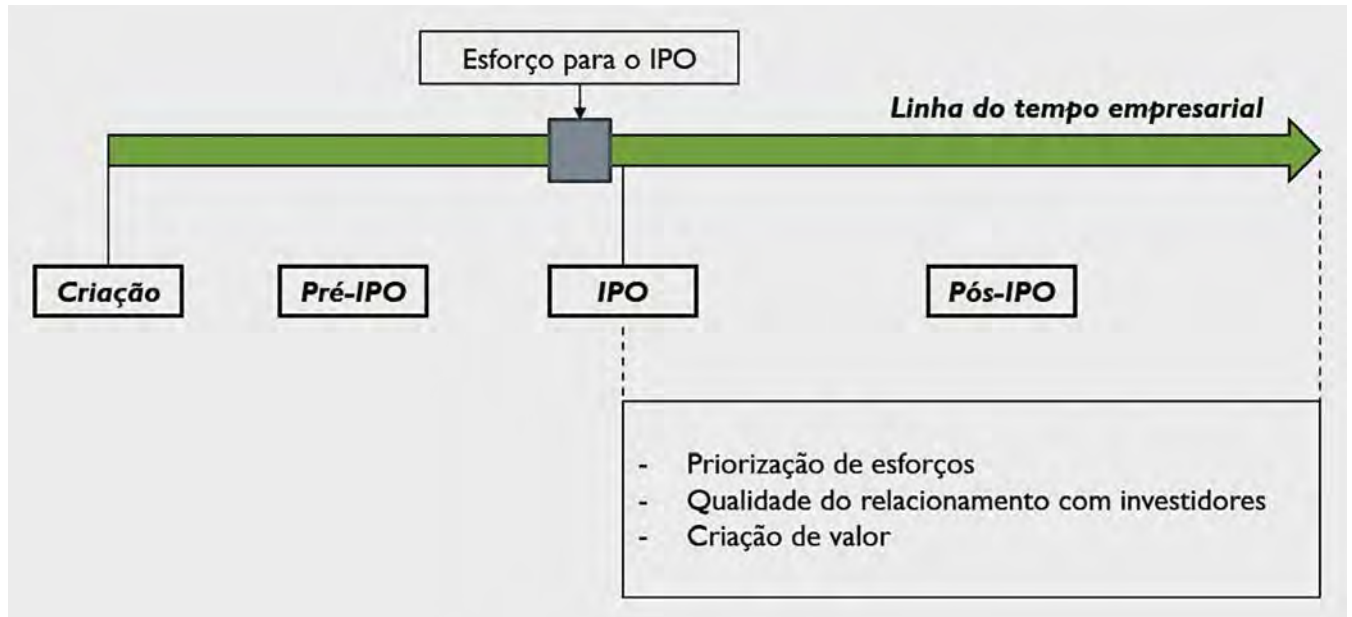 Esforço para o IPO
Linha do tempo empresarial
Criação
Pré-IPO
IPO
Pós-IPO
- Priorização de esforços
- Qualidade do relacionamento com investidores
- Criação de valor